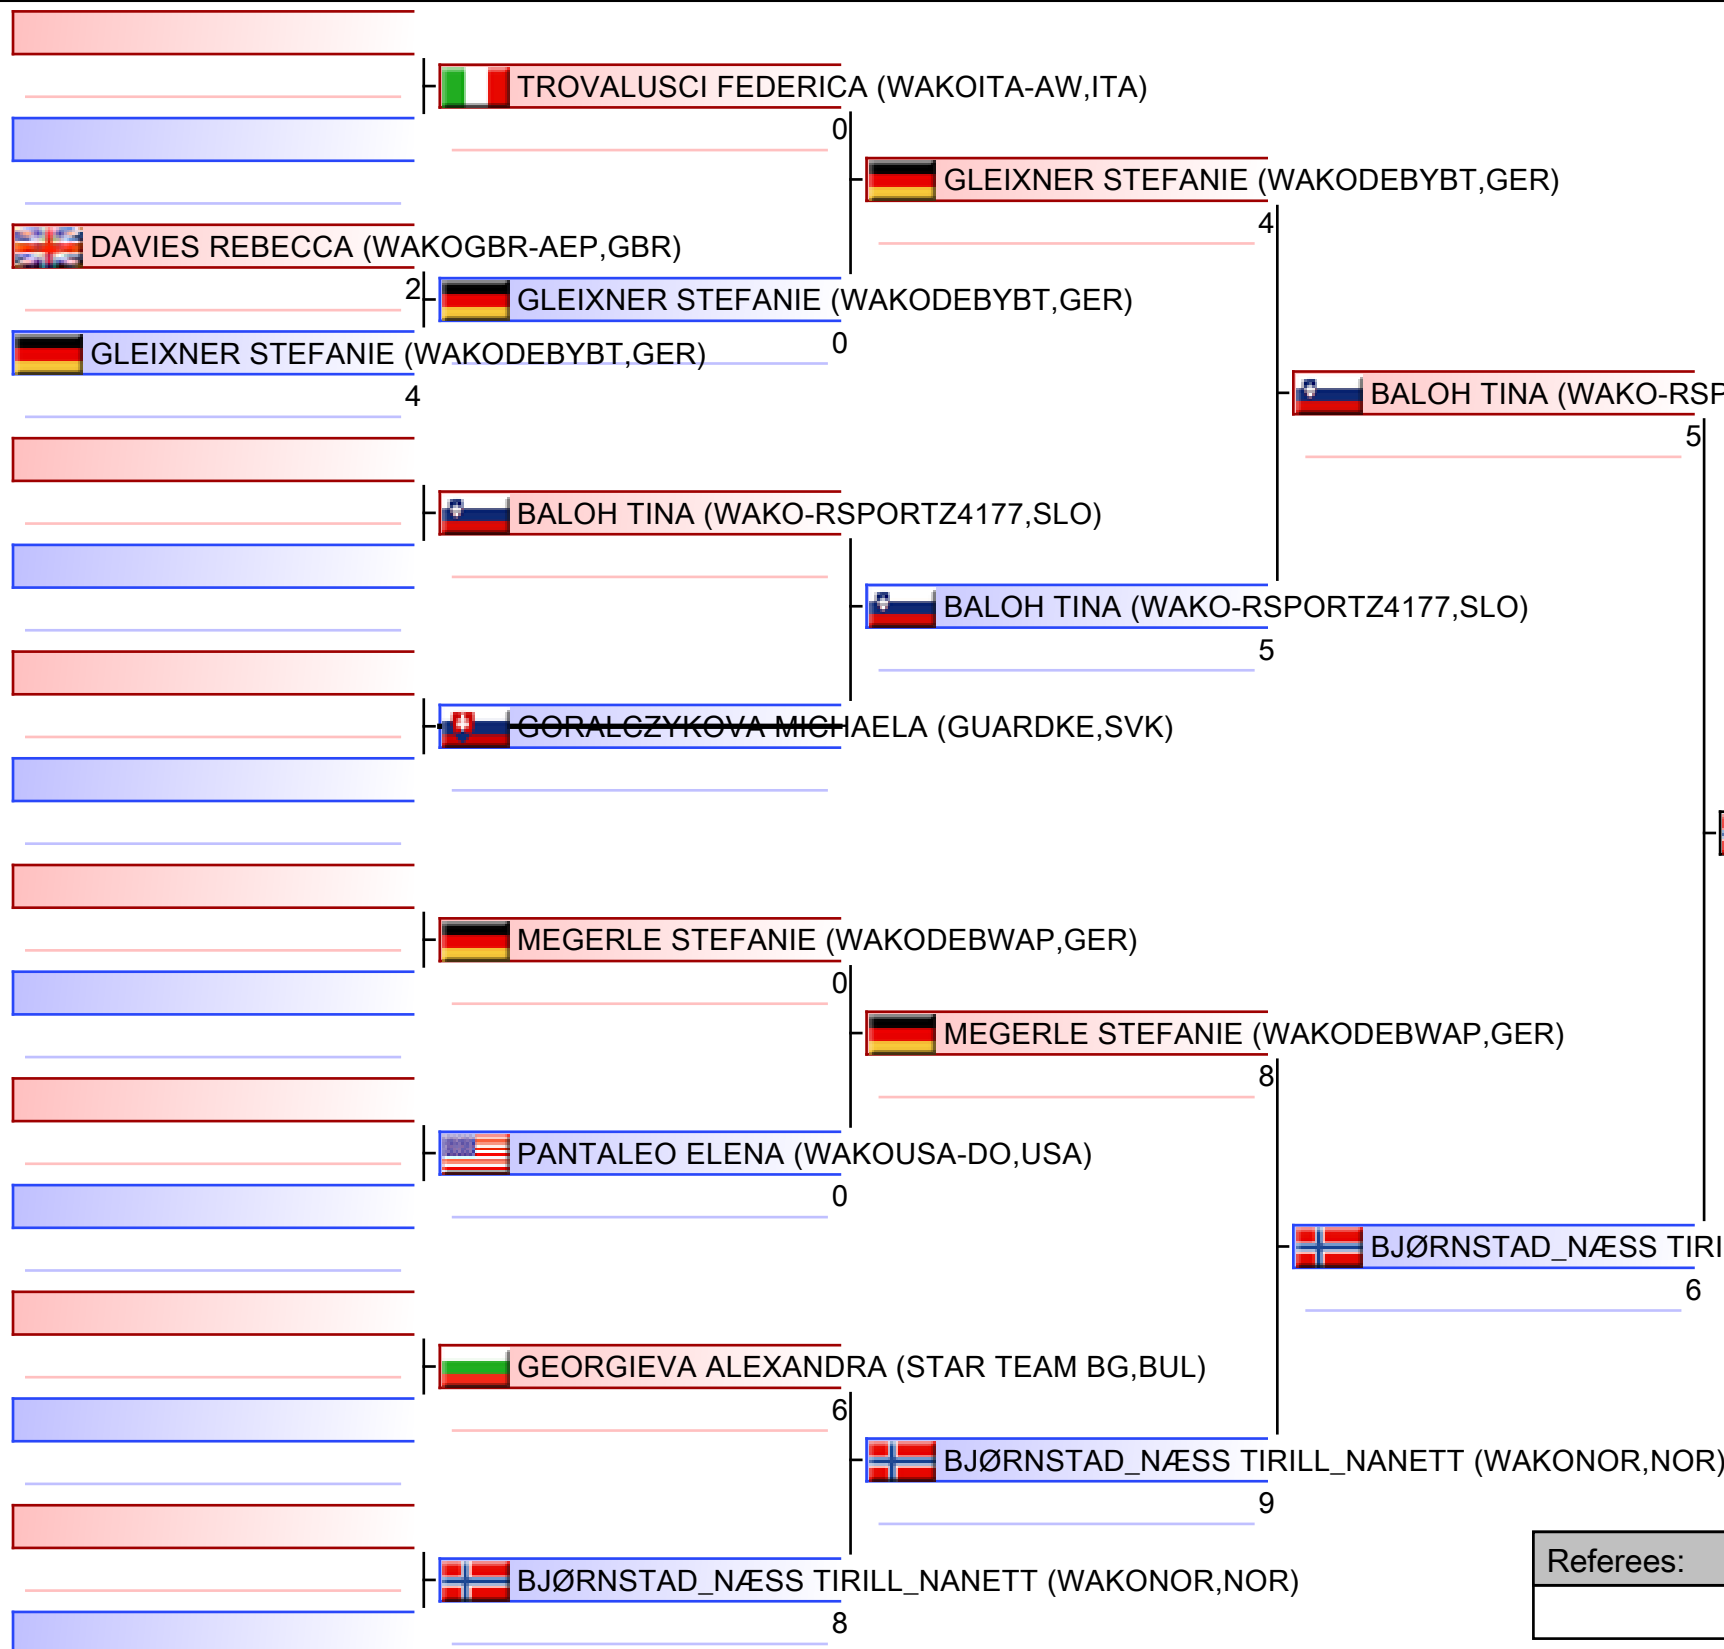 TROVALUSCI FEDERICA (WAKOITA-AW,ITA)
0
GLEIXNER STEFANIE (WAKODEBYBT,GER)
4
DAVIES REBECCA (WAKOGBR-AEP,GBR)
2
GLEIXNER STEFANIE (WAKODEBYBT,GER)
0
GLEIXNER STEFANIE (WAKODEBYBT,GER)
4
BALOH TINA (WAKO-RSP
5
BALOH TINA (WAKO-RSPORTZ4177,SLO)
BALOH TINA (WAKO-RSPORTZ4177,SLO)
5
GORALCZYKOVA MICHAELA (GUARDKE,SVK)
MEGERLE STEFANIE (WAKODEBWAP,GER)
0
MEGERLE STEFANIE (WAKODEBWAP,GER)
8
PANTALEO ELENA (WAKOUSA-DO,USA)
0
BJØRNSTAD_NÆSS TIRI
6
GEORGIEVA ALEXANDRA (STAR TEAM BG,BUL)
6
BJØRNSTAD_NÆSS TIRILL_NANETT (WAKONOR,NOR)
9
Referees:
BJØRNSTAD_NÆSS TIRILL_NANETT (WAKONOR,NOR)
8